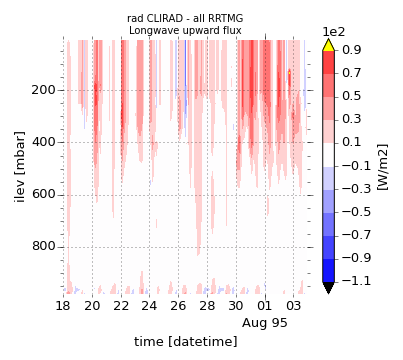 rad CLIRAD - all RRTMG
Longwave upward flux
1e2
0.9
0.7
0.5
0.3
0.1
−0.1
−0.3
−0.5
−0.7
−0.9
−1.1
[W/m2]
ilev [mbar]
200
400
600
800
18 20 22 24 26 28 30 01 03
Aug 95
time [datetime]